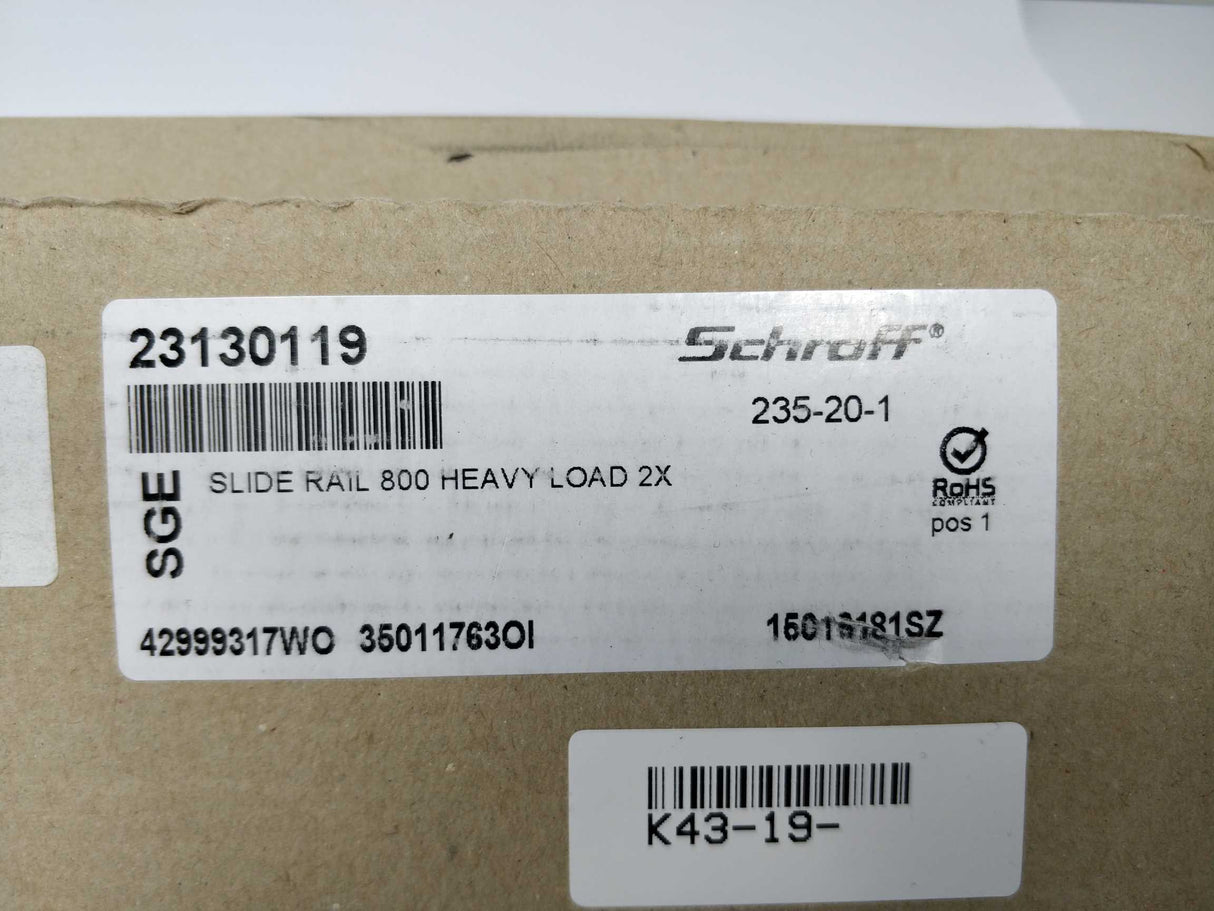 23130119
Schroff®
235-20-1
SGE
SLIDE RAIL 800 HEAVY LOAD 2X
RoHS
COMPLIANT
pos 1
42999317WO 35011763OI
K43-19-